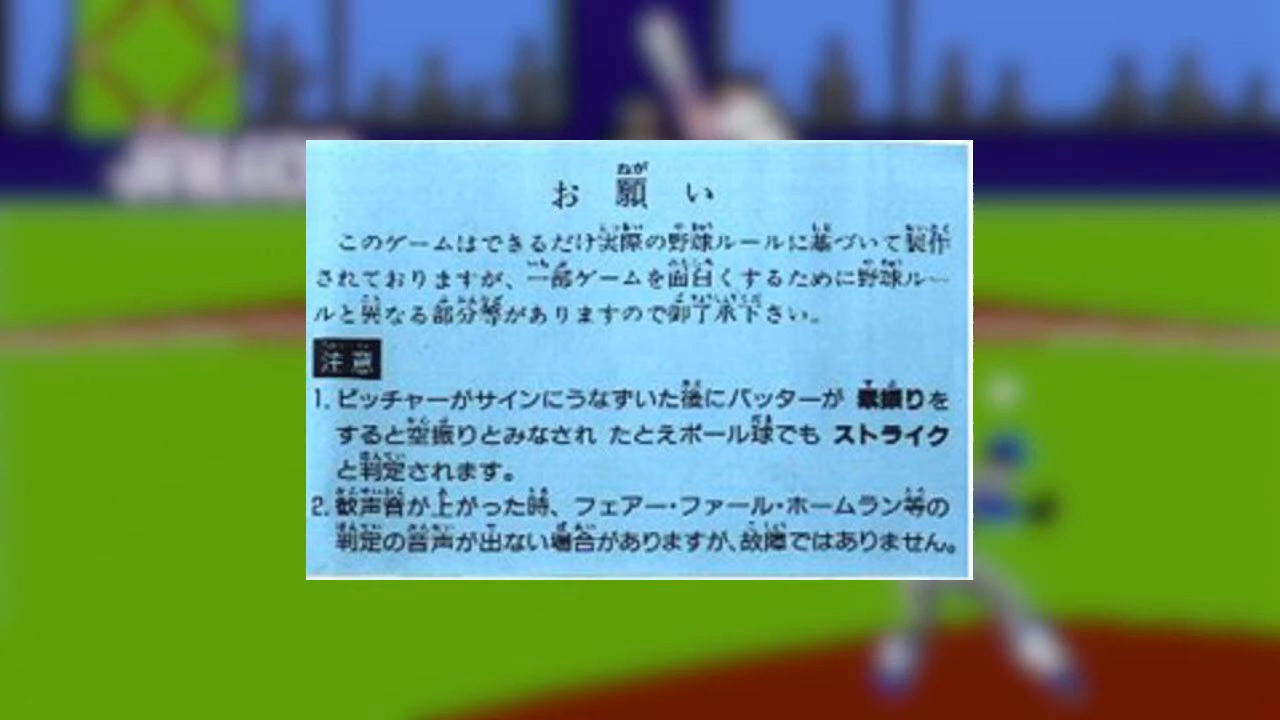 お願い
このゲームはできるだけ実際の野球ルールに基づいて製作
されておりますが、一部ゲームを面白くするために野球ルー
ルと異なる部分等がありますので御了承下さい。
注意
1. ピッチャーがサインにうなずいた後にバッターが 素振りを
すると空振りとみなされ たとえボール球でも ストライク
と判定されます。
2. 歓声音が上がった時、フェアー・ファール・ホームラン等の
判定の音声が出ない場合がありますが、故障ではありません。